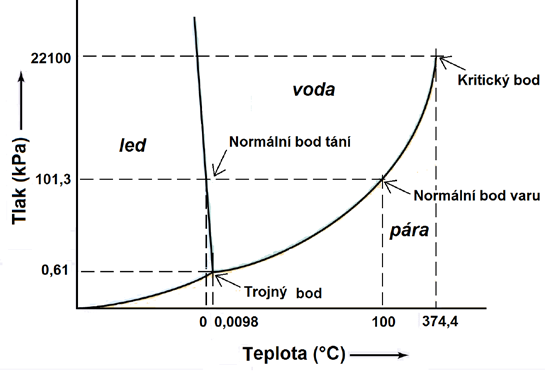 22100
Kritický bod
voda
led
Normální bod tání
Tlak (kPa)
101,3
Normální bod varu
pára
0,61
Trojný bod
0 0,0098 100 374,4
Teplota (°C)